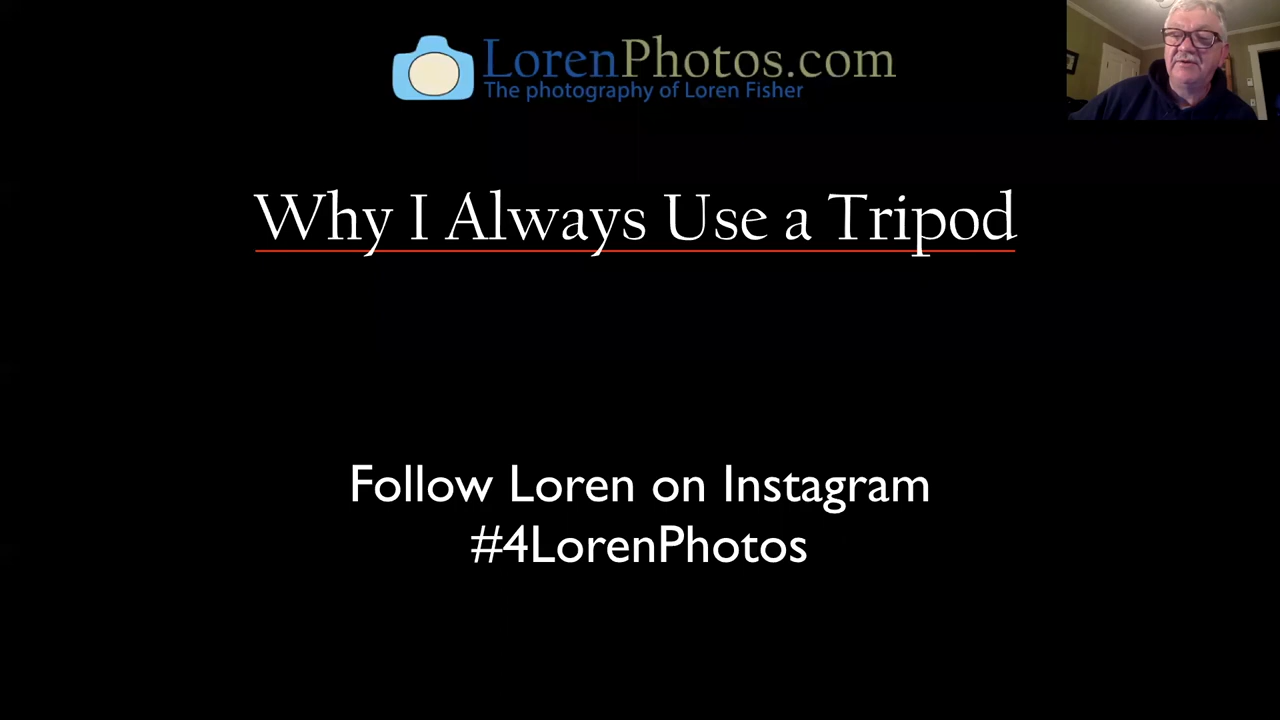 LorenPhotos.com
The photography of Loren Fisher
Why I Always Use a Tripod
Follow Loren on Instagram
#4LorenPhotos